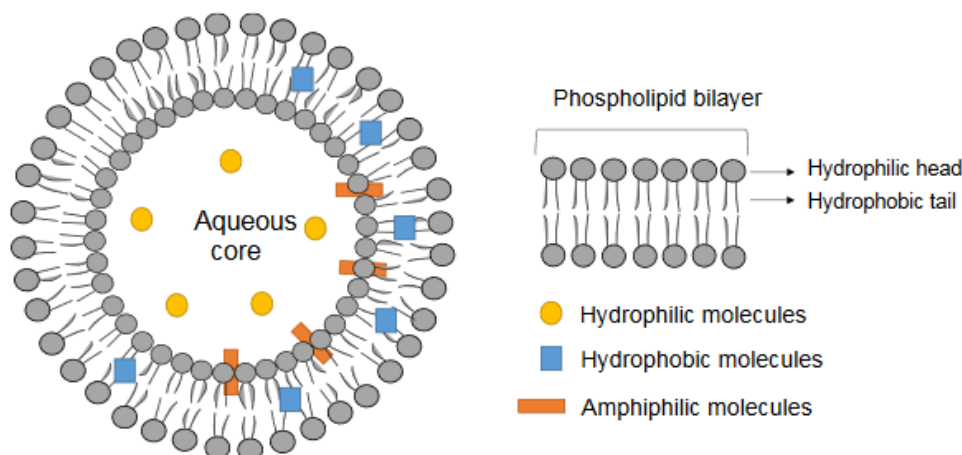 Aqueous
core
Phospholipid bilayer
Hydrophilic head
Hydrophobic tail
Hydrophilic molecules
Hydrophobic molecules
Amphiphilic molecules